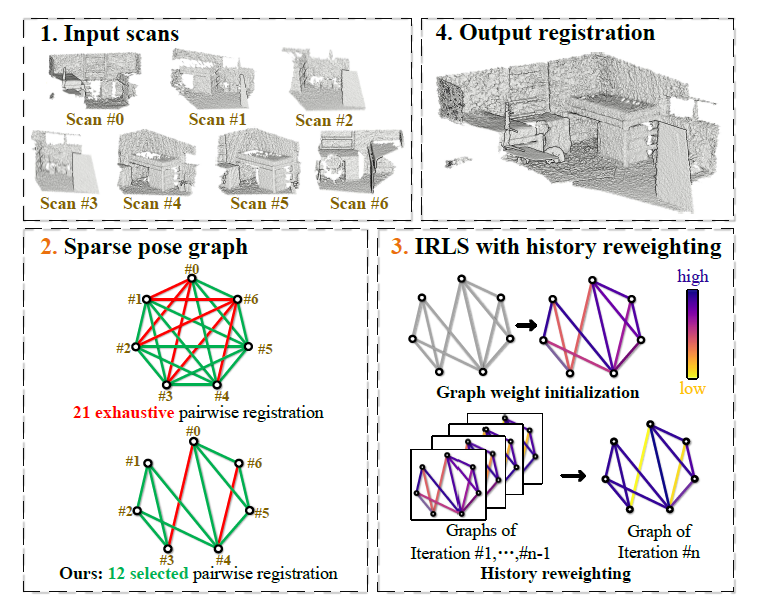 1. Input scans
Scan #0
Scan #1
Scan #2
Scan #3
Scan #4
Scan #5
Scan #6
4. Output registration
2. Sparse pose graph
#0
#1
#6
#2
#5
#3
#4
21 exhaustive pairwise registration
#0
#1
#6
#2
#5
#3
#4
Ours: 12 selected pairwise registration
3. IRLS with history reweighting
high
low
Graph weight initialization
Graphs of
Iteration #1,···,#n-1
Graph of
Iteration #n
History reweighting